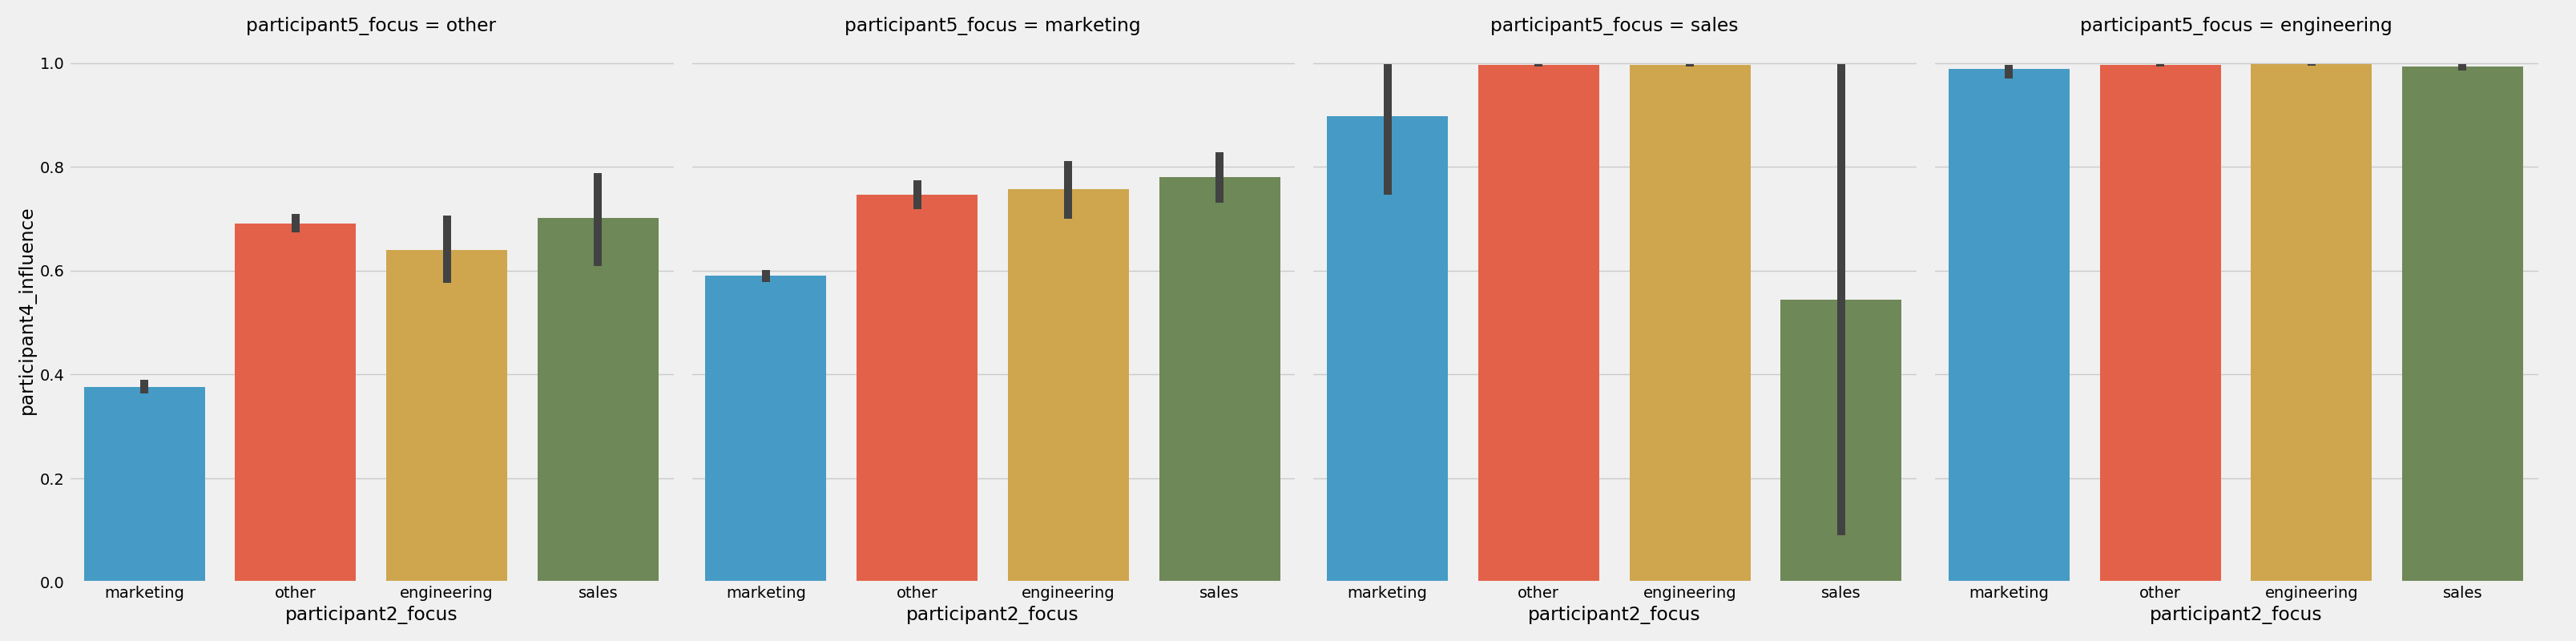 participant5_focus = other
participant5_focus = marketing
participant5_focus = sales
participant5_focus = engineering
participant4_influence
1.0
0.8
0.6
0.4
0.2
0.0
marketing other engineering sales
participant2_focus
marketing other engineering sales
participant2_focus
marketing other engineering sales
participant2_focus
marketing other engineering sales
participant2_focus